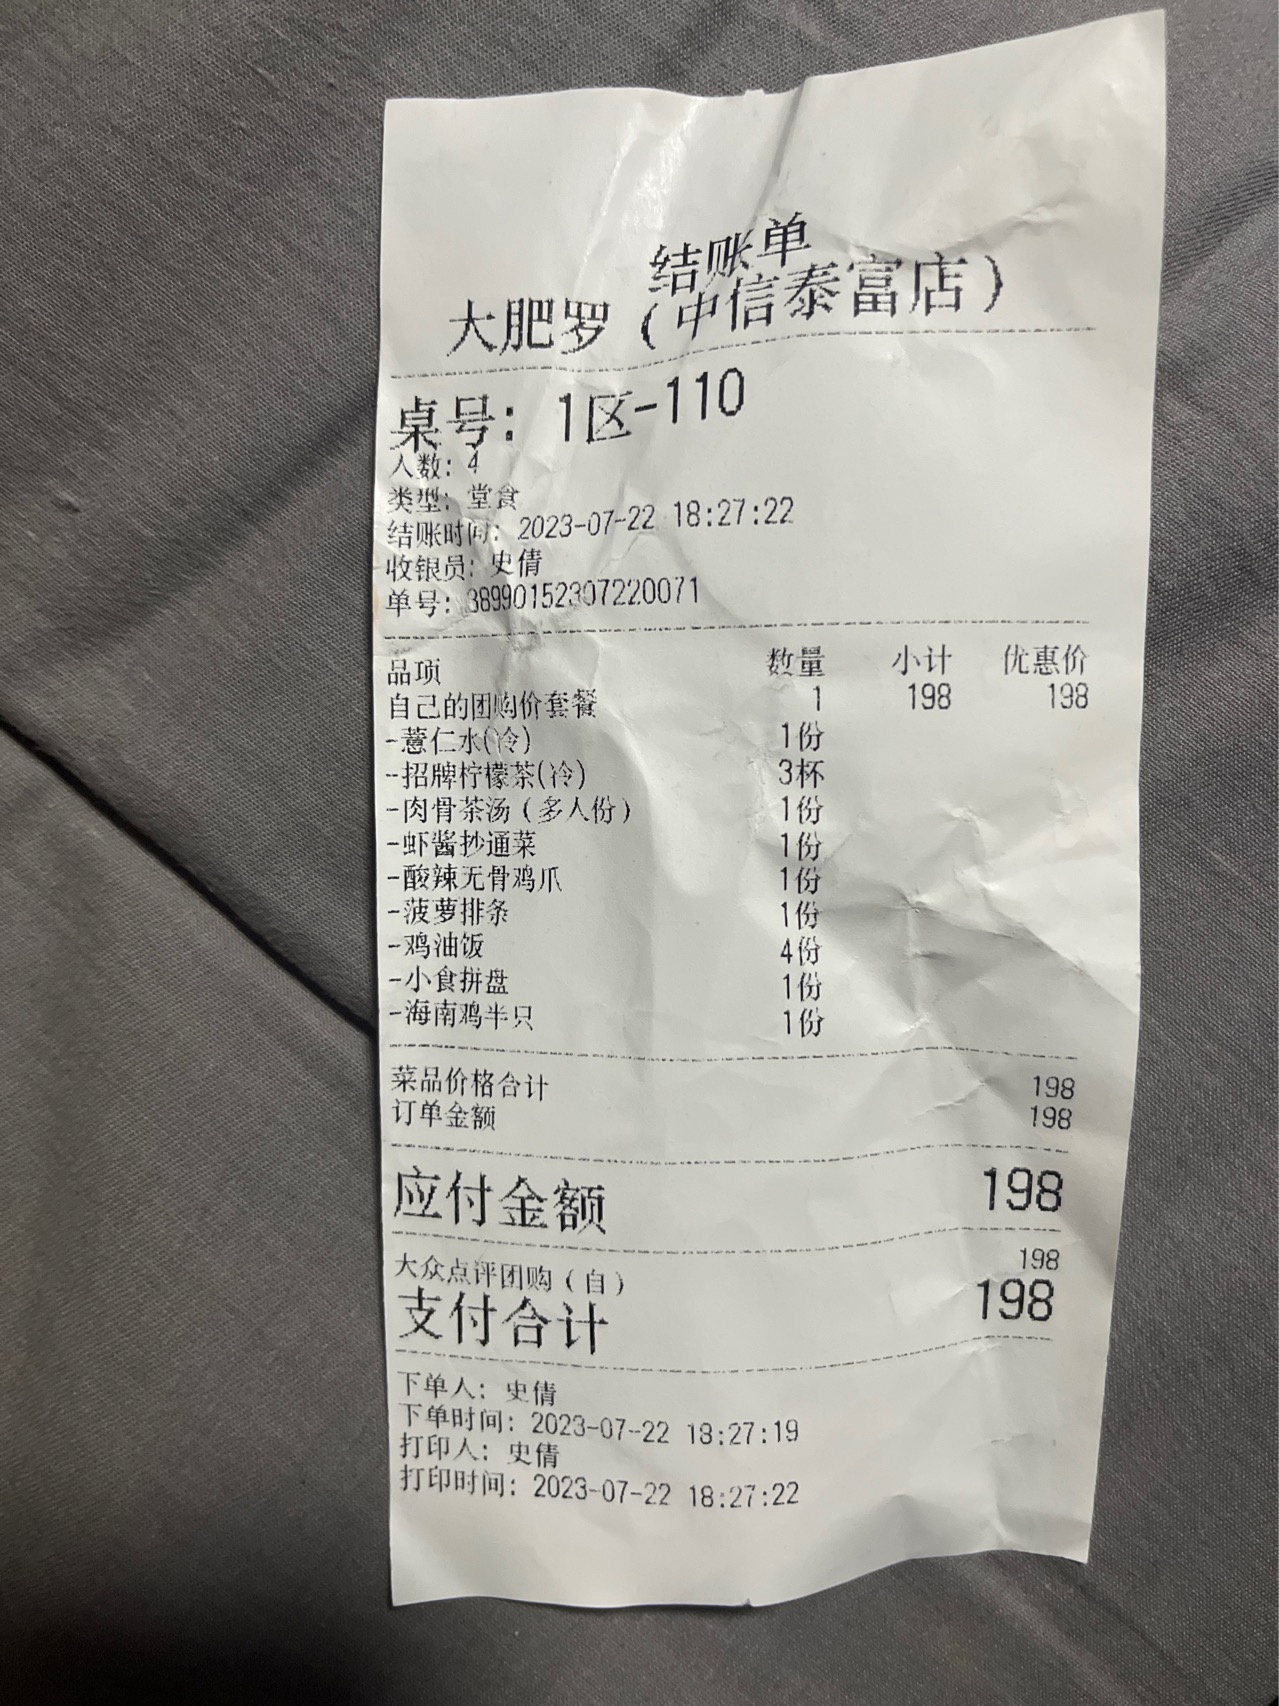 结账单
大肥罗（中信泰富店）
桌号：1区-110
人数：4
类型：堂食
结账时间：2023-07-22 18:27:22
收银员：史倩
单号：38990152307220071
品项 数量 小计 优惠价
自己的团购价套餐 1 198 198
-薏仁水(冷) 1份
-招牌柠檬茶(冷) 3杯
-肉骨茶汤（多人份） 1份
-虾酱抄通菜 1份
-酸辣无骨鸡爪 1份
-菠萝排条 1份
-鸡油饭 4份
-小食拼盘 1份
-海南鸡半只 1份
菜品价格合计 198
订单金额 198
应付金额 198
大众点评团购（自） 198
支付合计 198
下单人：史倩
下单时间：2023-07-22 18:27:19
打印人：史倩
打印时间：2023-07-22 18:27:22